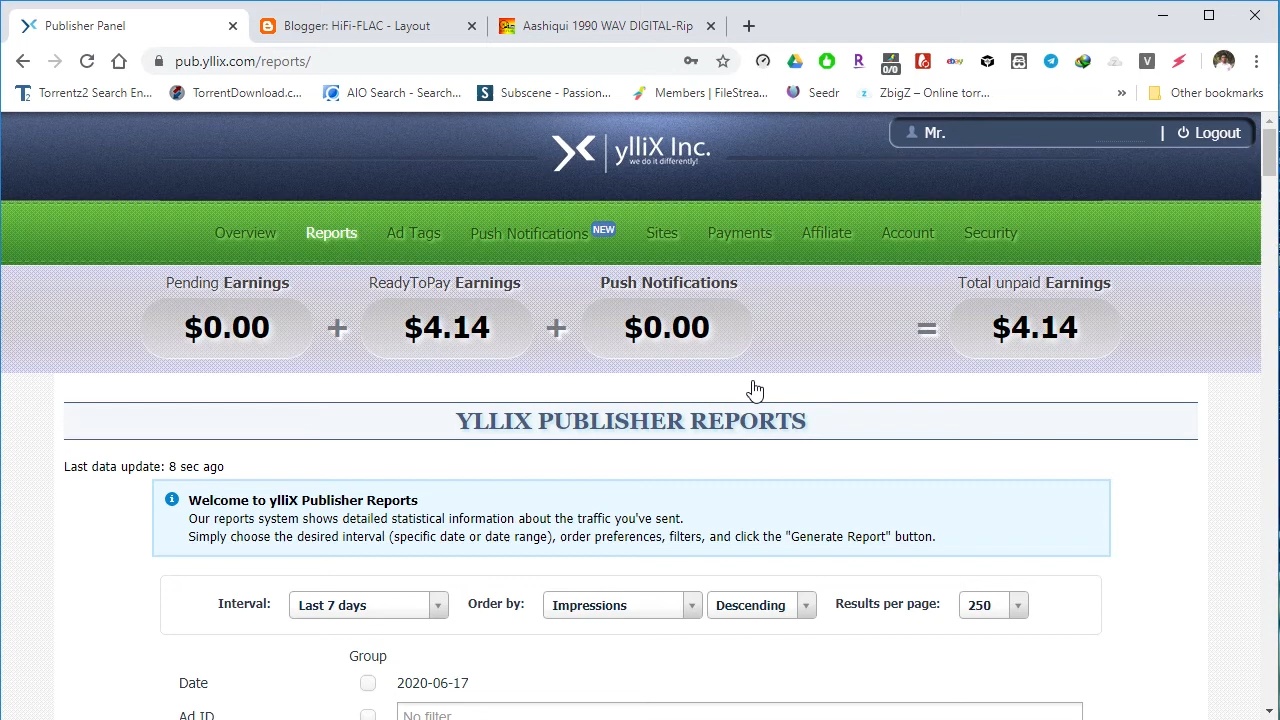 Publisher Panel
Blogger: HiFi-FLAC - Layout
Aashiqui 1990 WAV DIGITAL-Rip
pub.yllix.com/reports/
R
0/0
ebay
V
T2 Torrentz2 Search En...
TorrentDownload.c...
AIO Search - Search...
S Subscene - Passion...
Members | FileStrea...
Seedr
z ZbigZ – Online torr...
»
Other bookmarks
Mr. | Logout
ylliX Inc.
we do it differently!
Overview Reports Ad Tags Push Notifications NEW Sites Payments Affiliate Account Security
Pending Earnings ReadyToPay Earnings Push Notifications Total unpaid Earnings
$0.00 + $4.14 + $0.00 = $4.14
YLLIX PUBLISHER REPORTS
Last data update: 8 sec ago
Welcome to ylliX Publisher Reports
Our reports system shows detailed statistical information about the traffic you've sent.
Simply choose the desired interval (specific date or date range), order preferences, filters, and click the "Generate Report" button.
Interval: Last 7 days Order by: Impressions Descending Results per page: 250
Group
Date 2020-06-17
Ad ID No filter